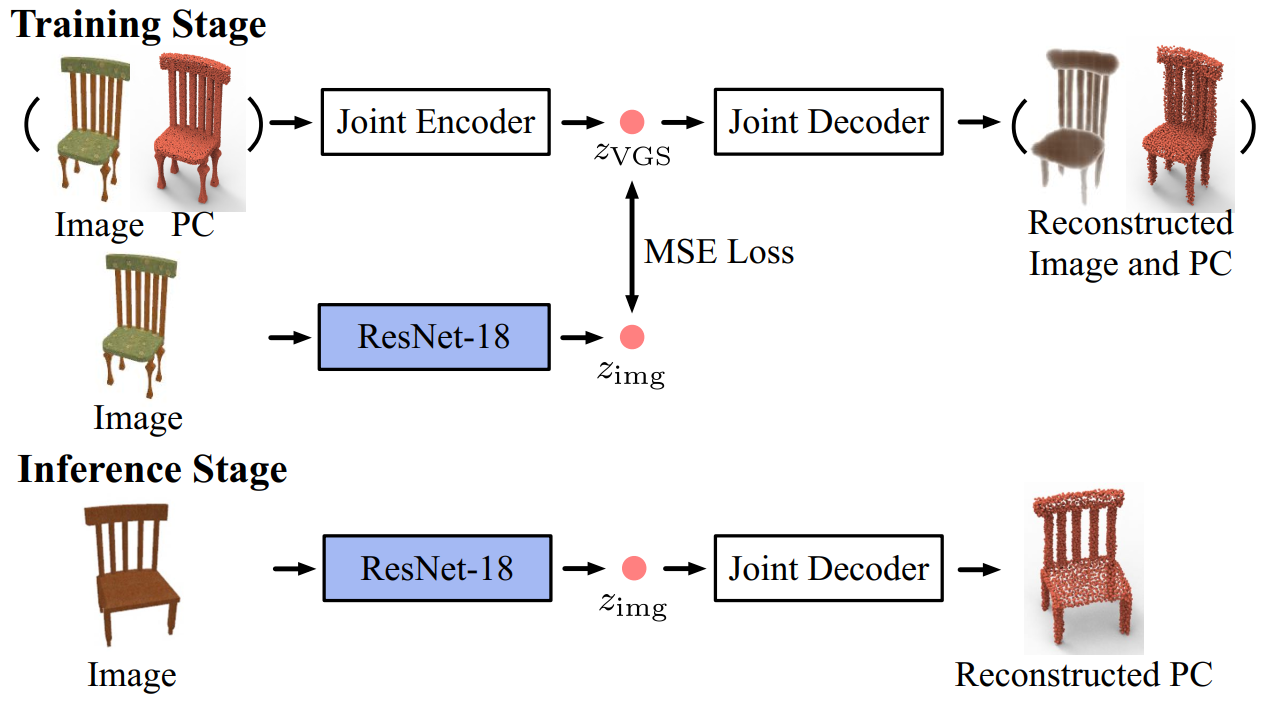 Training Stage
( ) Joint Encoder Joint Decoder ( )
z_VGS
Image PC
Reconstructed
Image and PC
MSE Loss
ResNet-18
z_img
Image
Inference Stage
ResNet-18 Joint Decoder
z_img
Image
Reconstructed PC